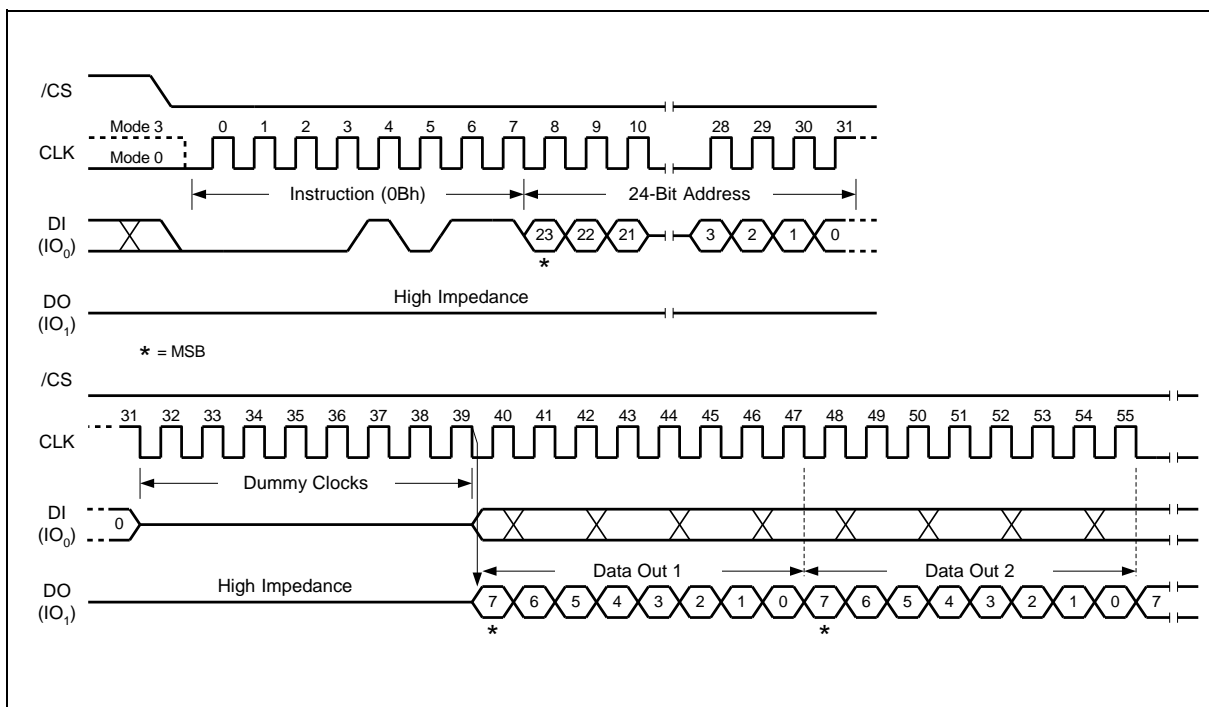 /CS
Mode 3 0 1 2 3 4 5 6 7 8 9 10 28 29 30 31
CLK Mode 0
Instruction (0Bh) 24-Bit Address
DI
(IO0) 23 22 21 3 2 1 0
*
High Impedance
DO
(IO1)
* = MSB
/CS
31 32 33 34 35 36 37 38 39 40 41 42 43 44 45 46 47 48 49 50 51 52 53 54 55
CLK
Dummy Clocks
DI
(IO0) 0
Data Out 1 Data Out 2
High Impedance
DO
(IO1) 7 6 5 4 3 2 1 0 7 6 5 4 3 2 1 0 7
* *